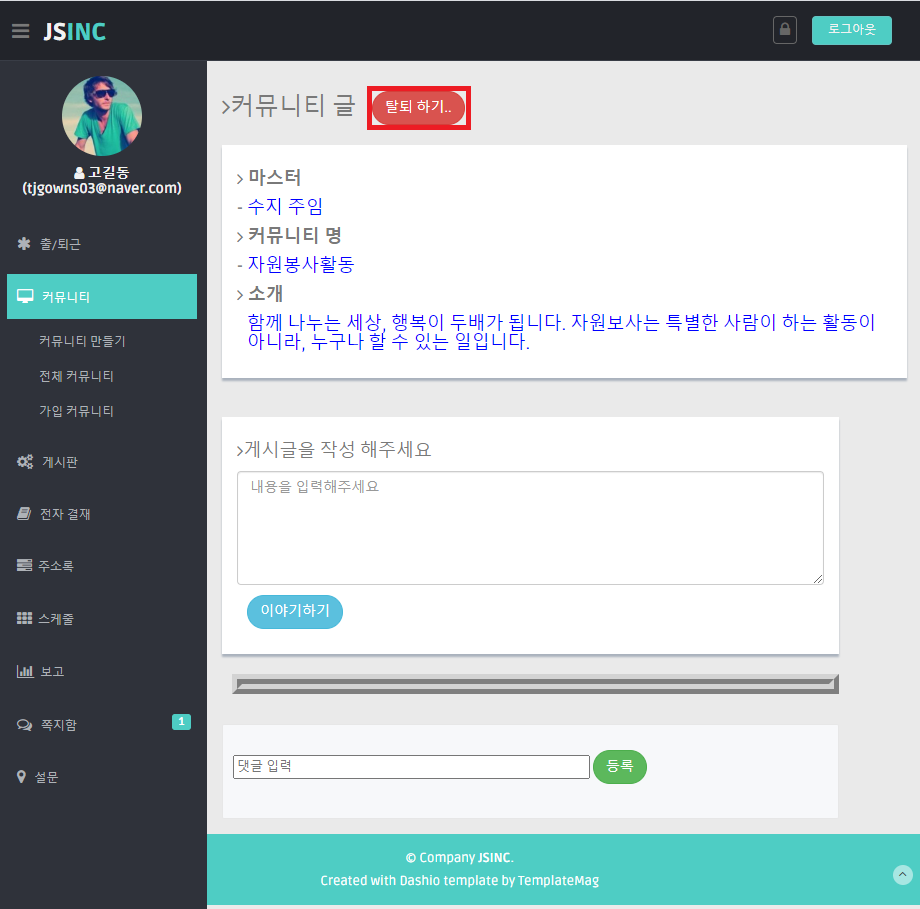 JSINC
로그아웃
고길동
(tjgowns03@naver.com)
출/퇴근
커뮤니티
커뮤니티 만들기
전체 커뮤니티
가입 커뮤니티
게시판
전자 결재
주소록
스케줄
보고
쪽지함 1
설문
>커뮤니티 글 탈퇴 하기..
> 마스터
- 수지 주임
> 커뮤니티 명
- 자원봉사활동
> 소개
함께 나누는 세상, 행복이 두배가 됩니다. 자원보사는 특별한 사람이 하는 활동이
아니라, 누구나 할 수 있는 일입니다.
>게시글을 작성 해주세요
내용을 입력해주세요
이야기하기
댓글 입력 등록
© Company JSINC.
Created with Dashio template by TemplateMag